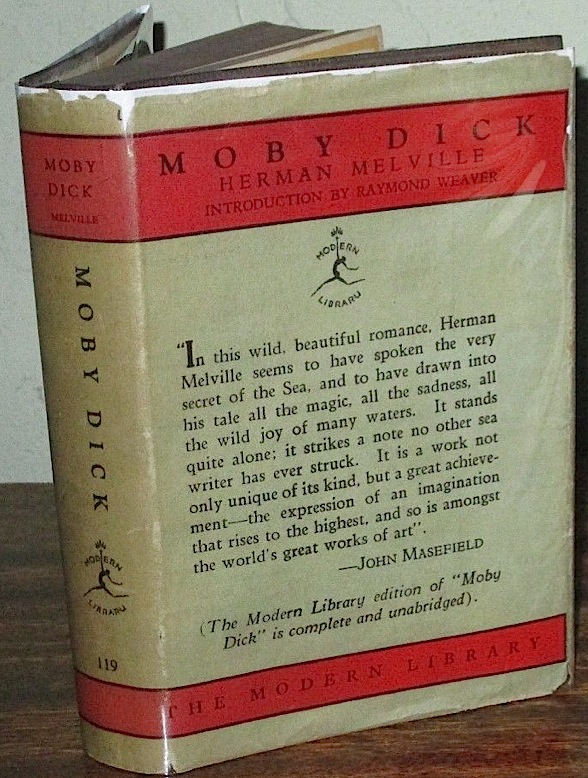 MOBY
DICK
MELVILLE
MOBY DICK
MODERN
LIBRARY
119
MOBY DICK
HERMAN MELVILLE
INTRODUCTION BY RAYMOND WEAVER
MODERN
LIBRARY
"In this wild, beautiful romance, Herman
Melville seems to have spoken the very
secret of the Sea, and to have drawn into
his tale all the magic, all the sadness, all
the wild joy of many waters. It stands
quite alone; it strikes a note no other sea
writer has ever struck. It is a work not
only unique of its kind, but a great achieve-
ment—the expression of an imagination
that rises to the highest, and so is amongst
the world's great works of art".
—JOHN MASEFIELD
(The Modern Library edition of "Moby
Dick" is complete and unabridged).
THE MODERN LIBRARY